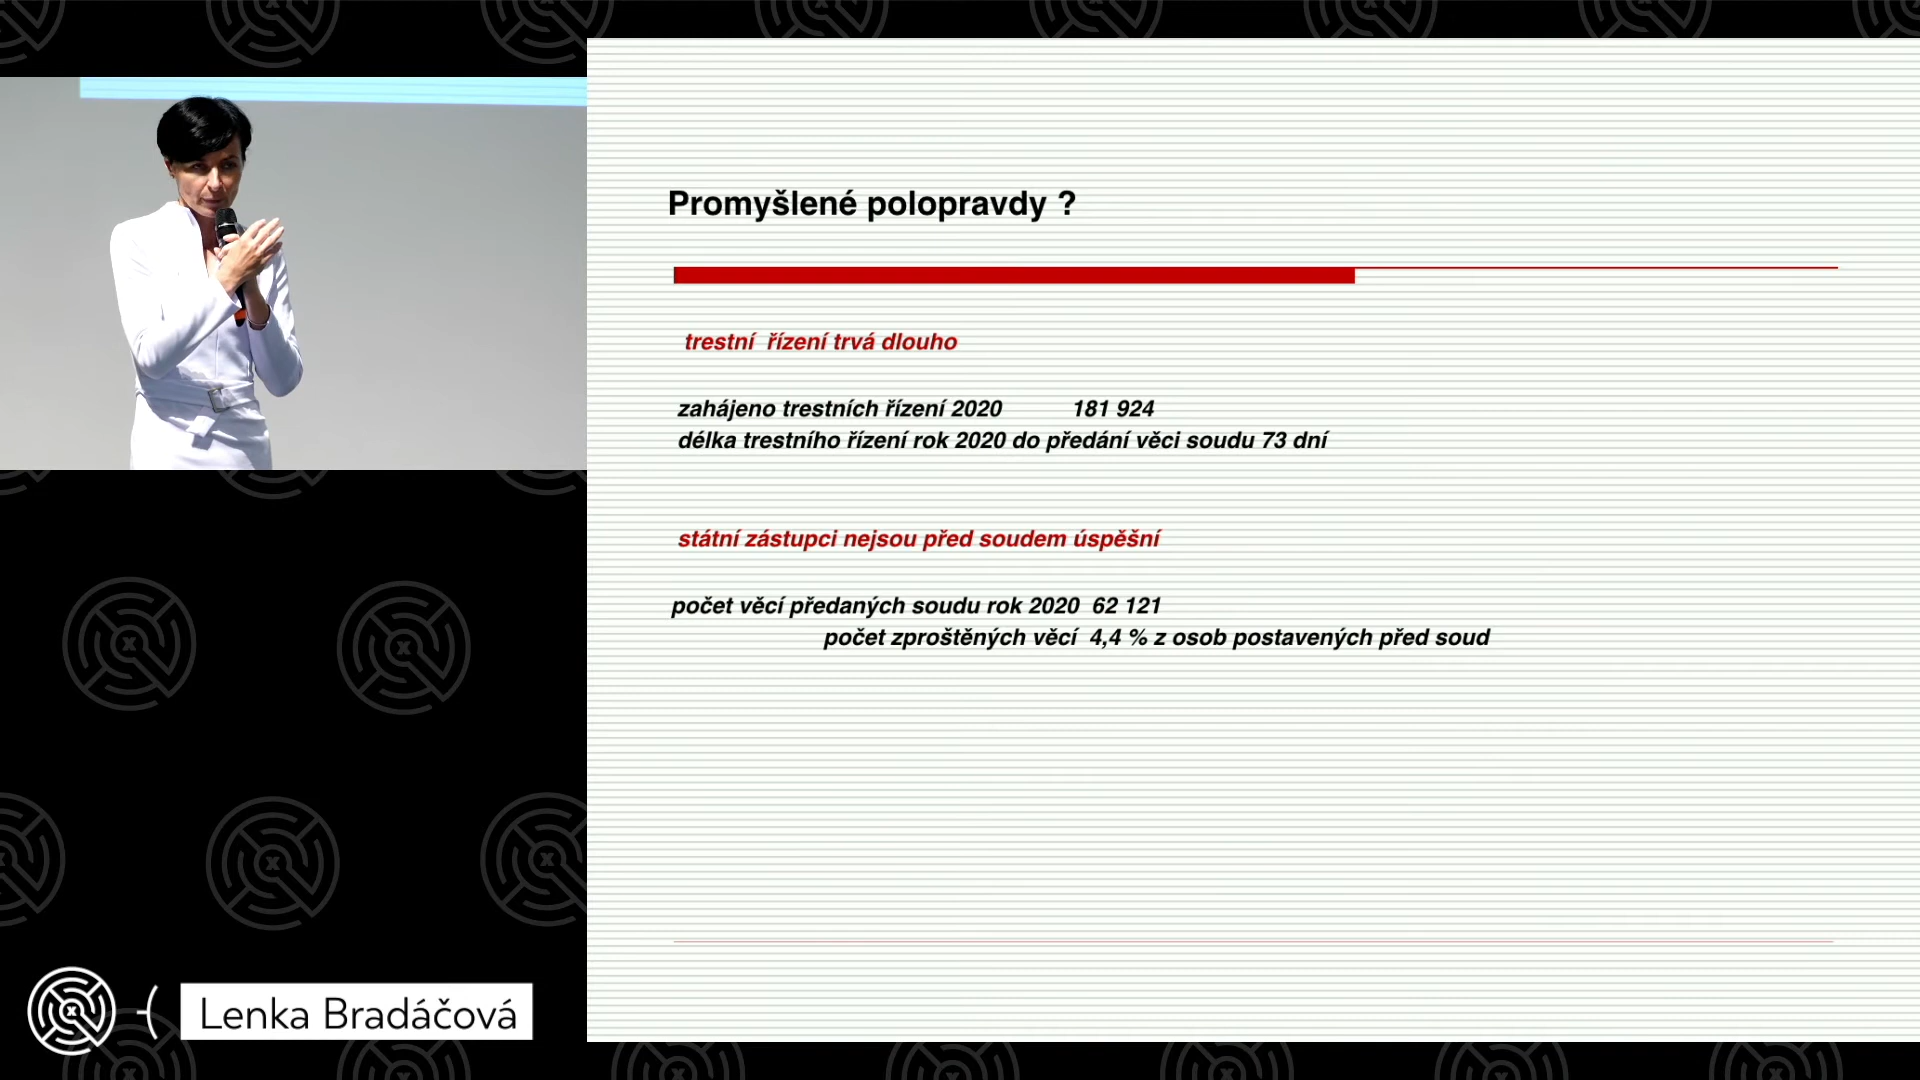 Promyšlené polopravdy ?
trestní řízení trvá dlouho
zahájeno trestních řízení 2020 181 924
délka trestního řízení rok 2020 do předání věci soudu 73 dní
státní zástupci nejsou před soudem úspěšní
počet věcí předaných soudu rok 2020 62 121
počet zproštěných věcí 4,4 % z osob postavených před soud
Lenka Bradáčová